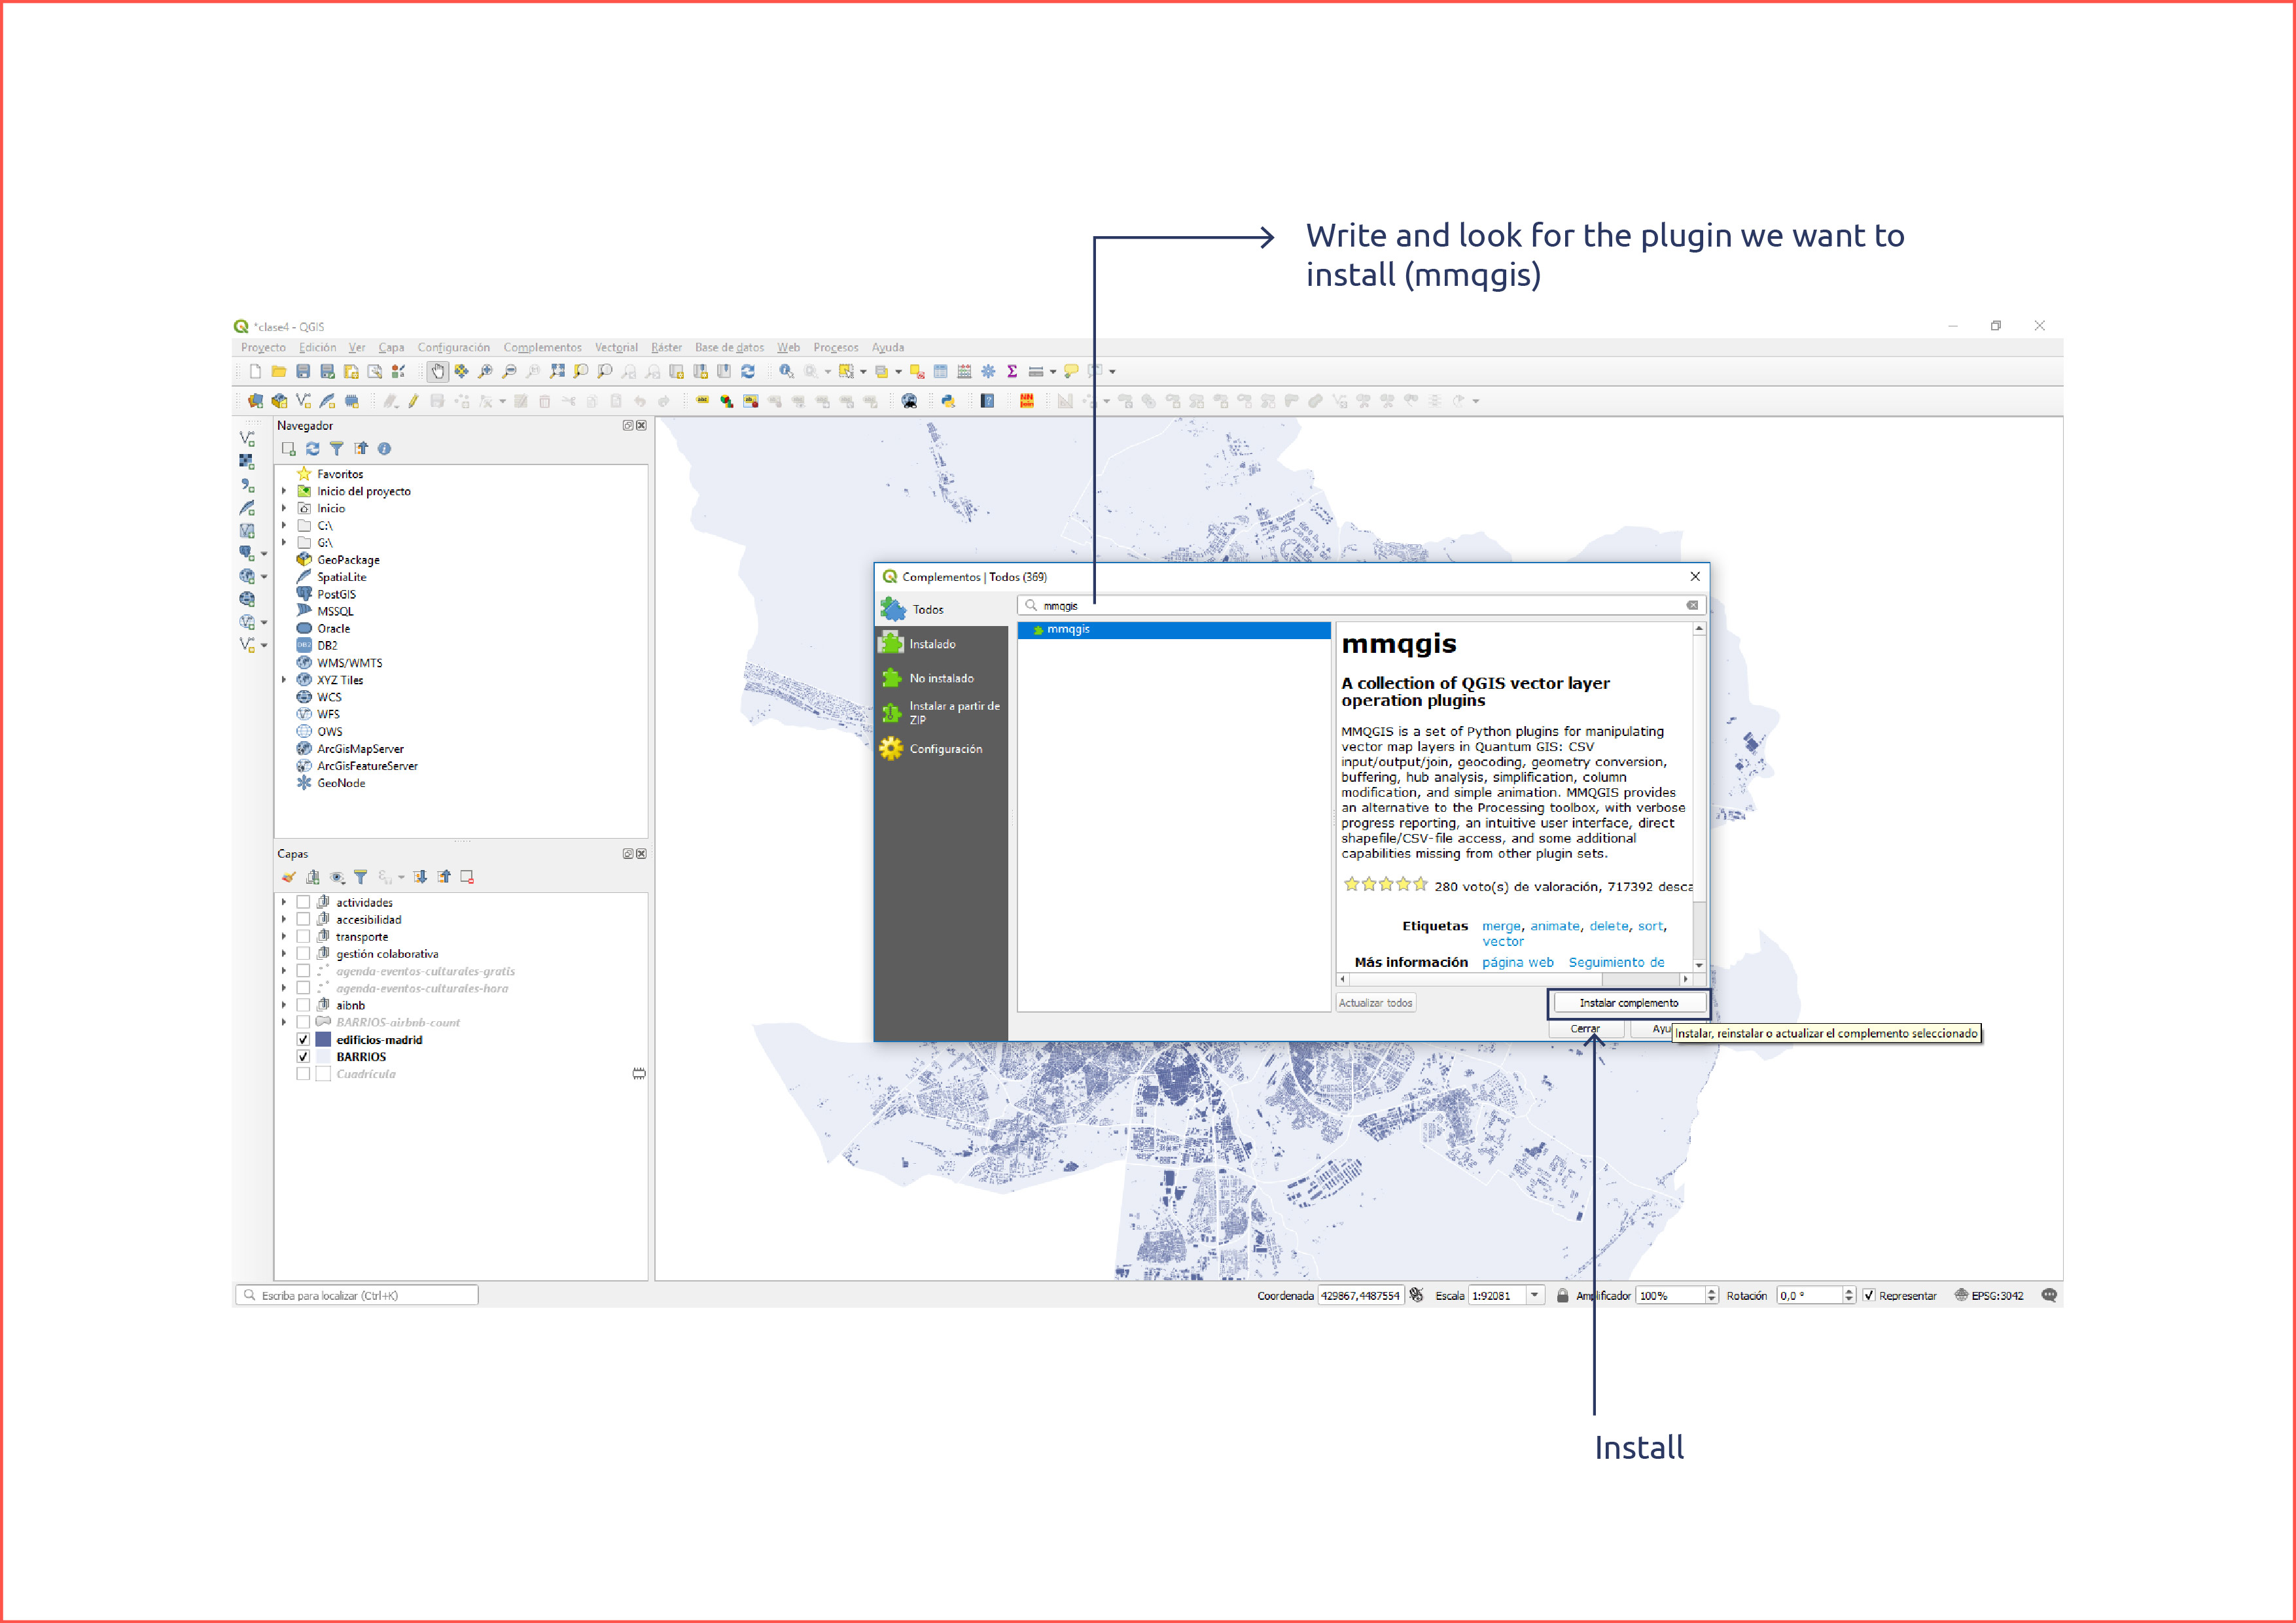 Write and look for the plugin we want to
install (mmqgis)
*clase4 - QGIS
Proyecto Edición Ver Capa Configuración Complementos Vectorial Ráster Base de datos Web Procesos Ayuda
Navegador
Favoritos
Inicio del proyecto
Inicio
C:\
G:\
GeoPackage
SpatiaLite
PostGIS
MSSQL
Oracle
DB2
WMS/WMTS
XYZ Tiles
WCS
WFS
OWS
ArcGisMapServer
ArcGisFeatureServer
GeoNode
Capas
actividades
accesibilidad
transporte
gestión colaborativa
agenda-eventos-culturales-gratis
agenda-eventos-culturales-hora
aibnb
BARRIOS-airbnb-count
edificios-madrid
BARRIOS
Cuadrícula
Complementos | Todos (369)
Todos
Instalado
No instalado
Instalar a partir de
ZIP
Configuración
mmqgis
mmqgis
mmqgis
A collection of QGIS vector layer
operation plugins
MMQGIS is a set of Python plugins for manipulating
vector map layers in Quantum GIS: CSV
input/output/join, geocoding, geometry conversion,
buffering, hub analysis, simplification, column
modification, and simple animation. MMQGIS provides
an alternative to the Processing toolbox, with verbose
progress reporting, an intuitive user interface, direct
shapefile/CSV-file access, and some additional
capabilities missing from other plugin sets.
280 voto(s) de valoración, 717392 desca
Etiquetas merge, animate, delete, sort,
vector
Más información página web Seguimiento de
Actualizar todos
Instalar complemento
Cerrar Ayu
Instalar, reinstalar o actualizar el complemento seleccionado
Escriba para localizar (Ctrl+K)
Coordenada 429867,4487554 Escala 1:92081 Amplificador 100% Rotación 0,0 ° Representar EPSG:3042
Install